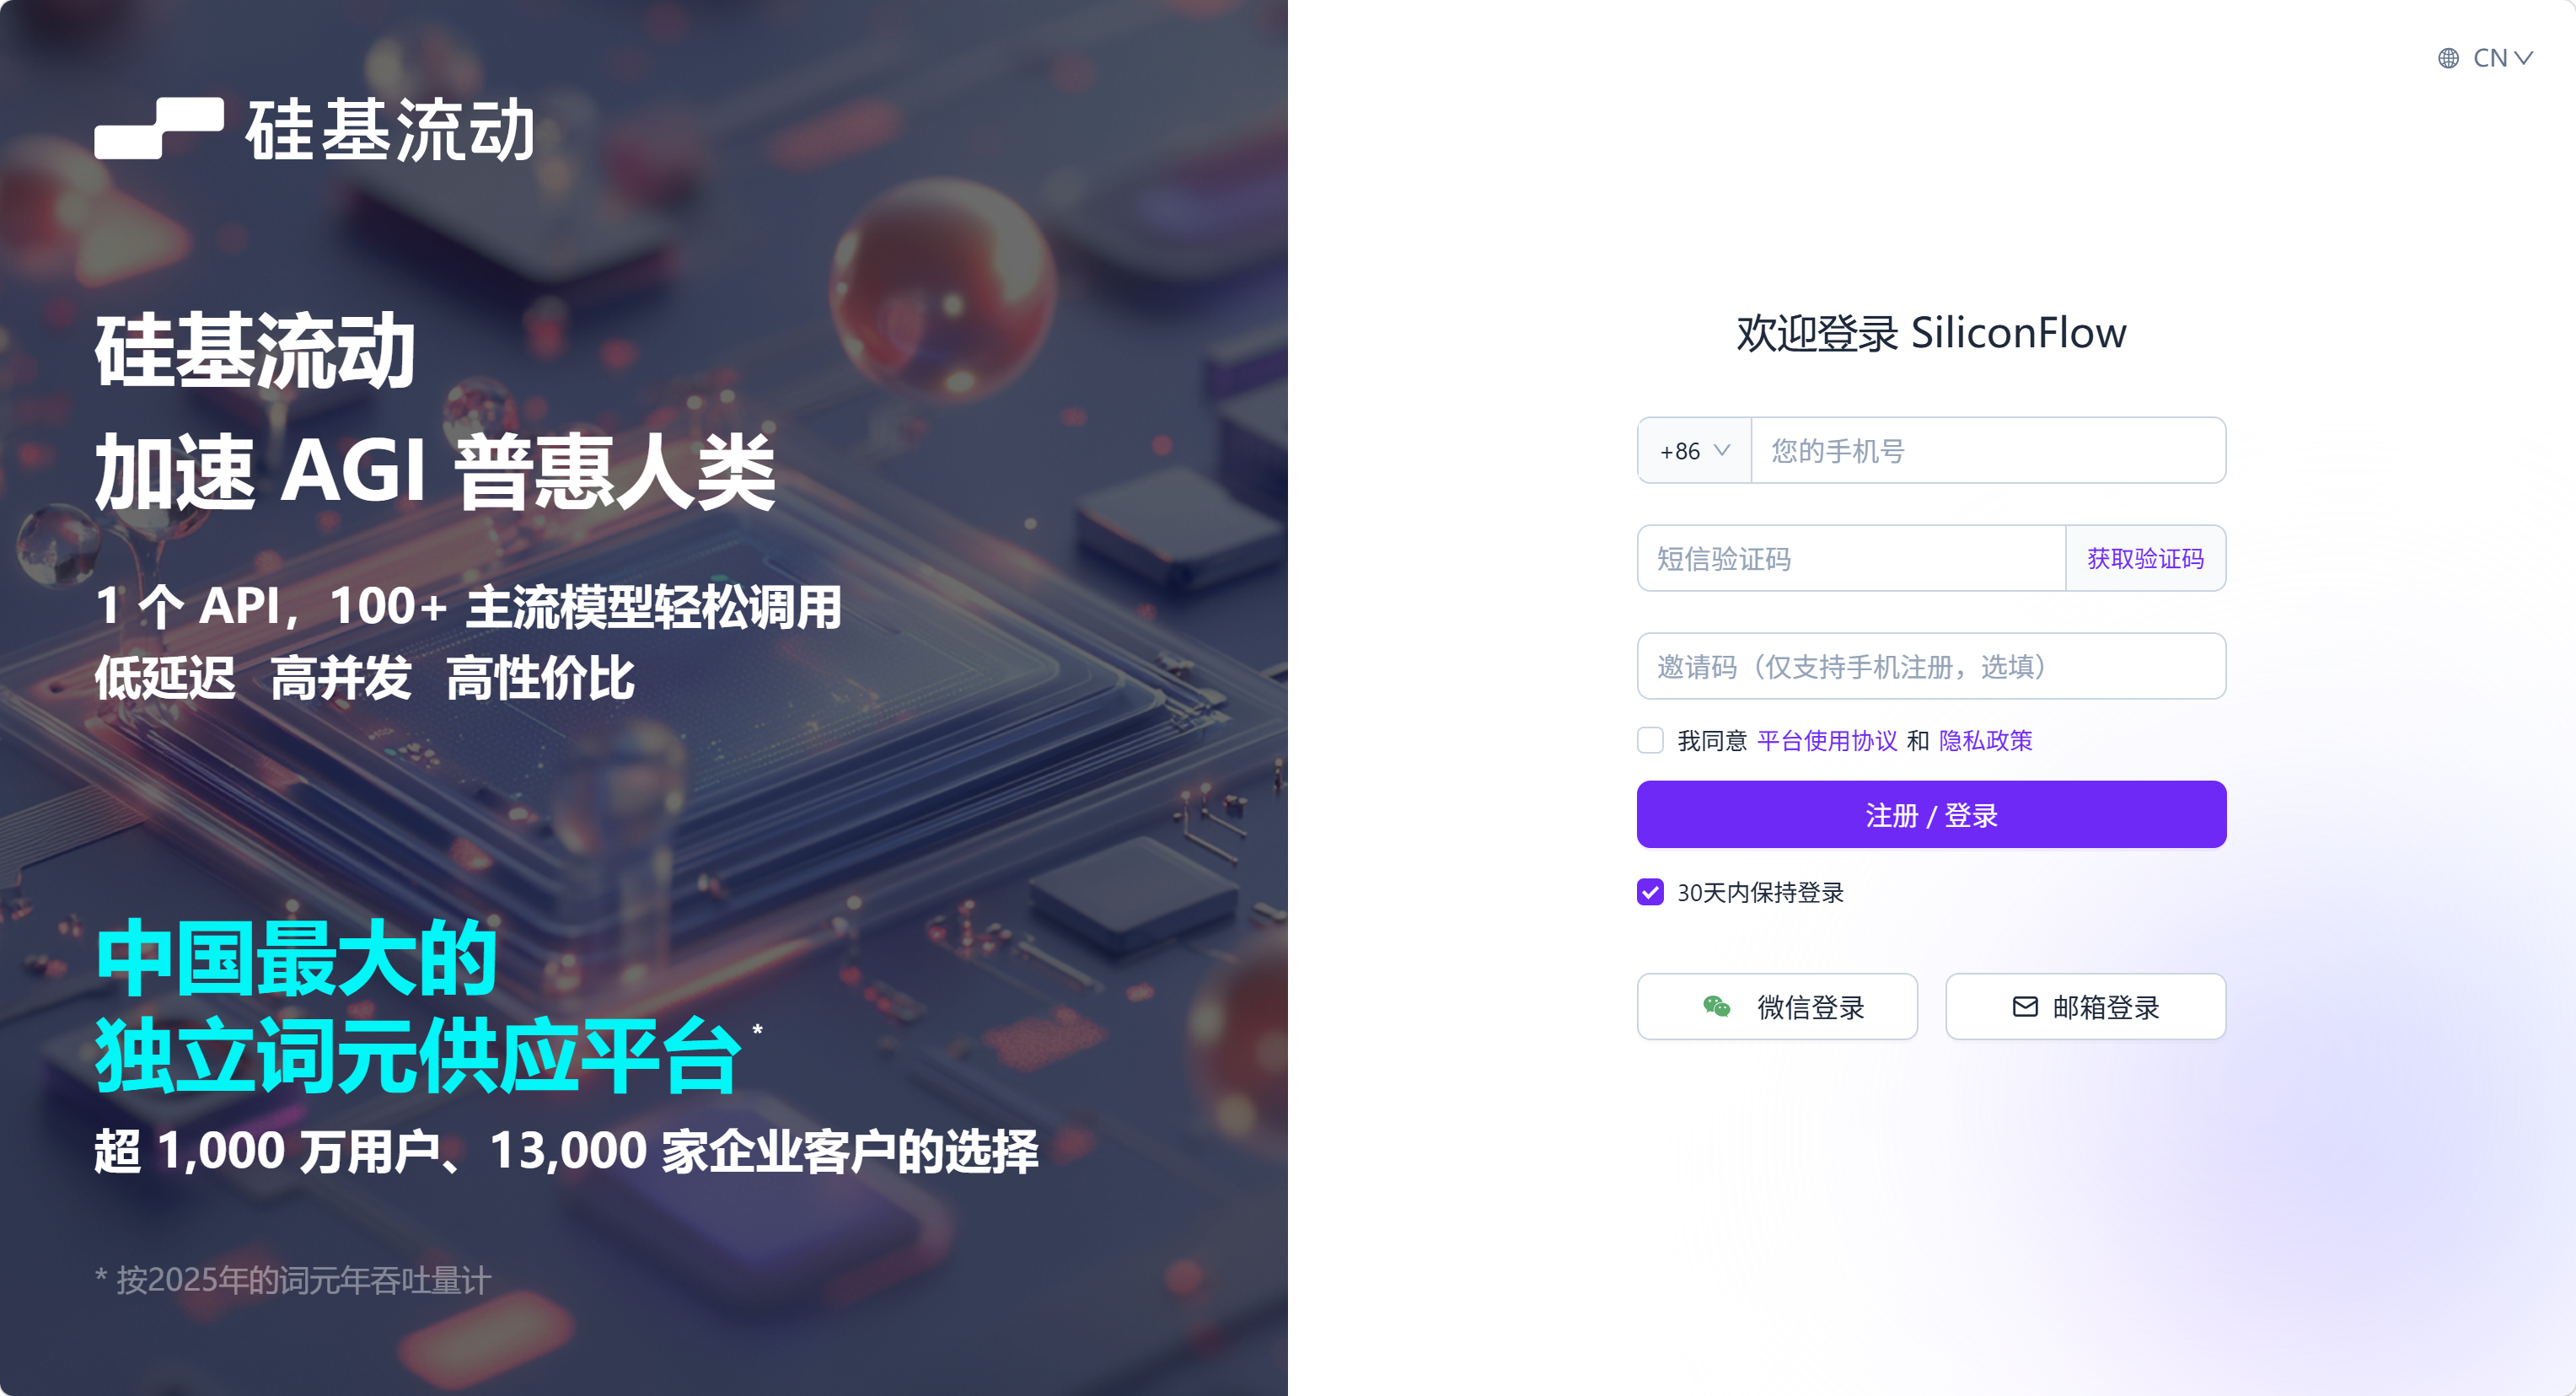 硅基流动
硅基流动
加速 AGI 普惠人类
1 个 API，100+ 主流模型轻松调用
低延迟 高并发 高性价比
中国最大的
独立词元供应平台*
超 1,000 万用户、13,000 家企业客户的选择
* 按2025年的词元年吞吐量计
CN
欢迎登录 SiliconFlow
+86 您的手机号
短信验证码 获取验证码
邀请码（仅支持手机注册，选填）
我同意 平台使用协议 和 隐私政策
注册 / 登录
30天内保持登录
微信登录 邮箱登录